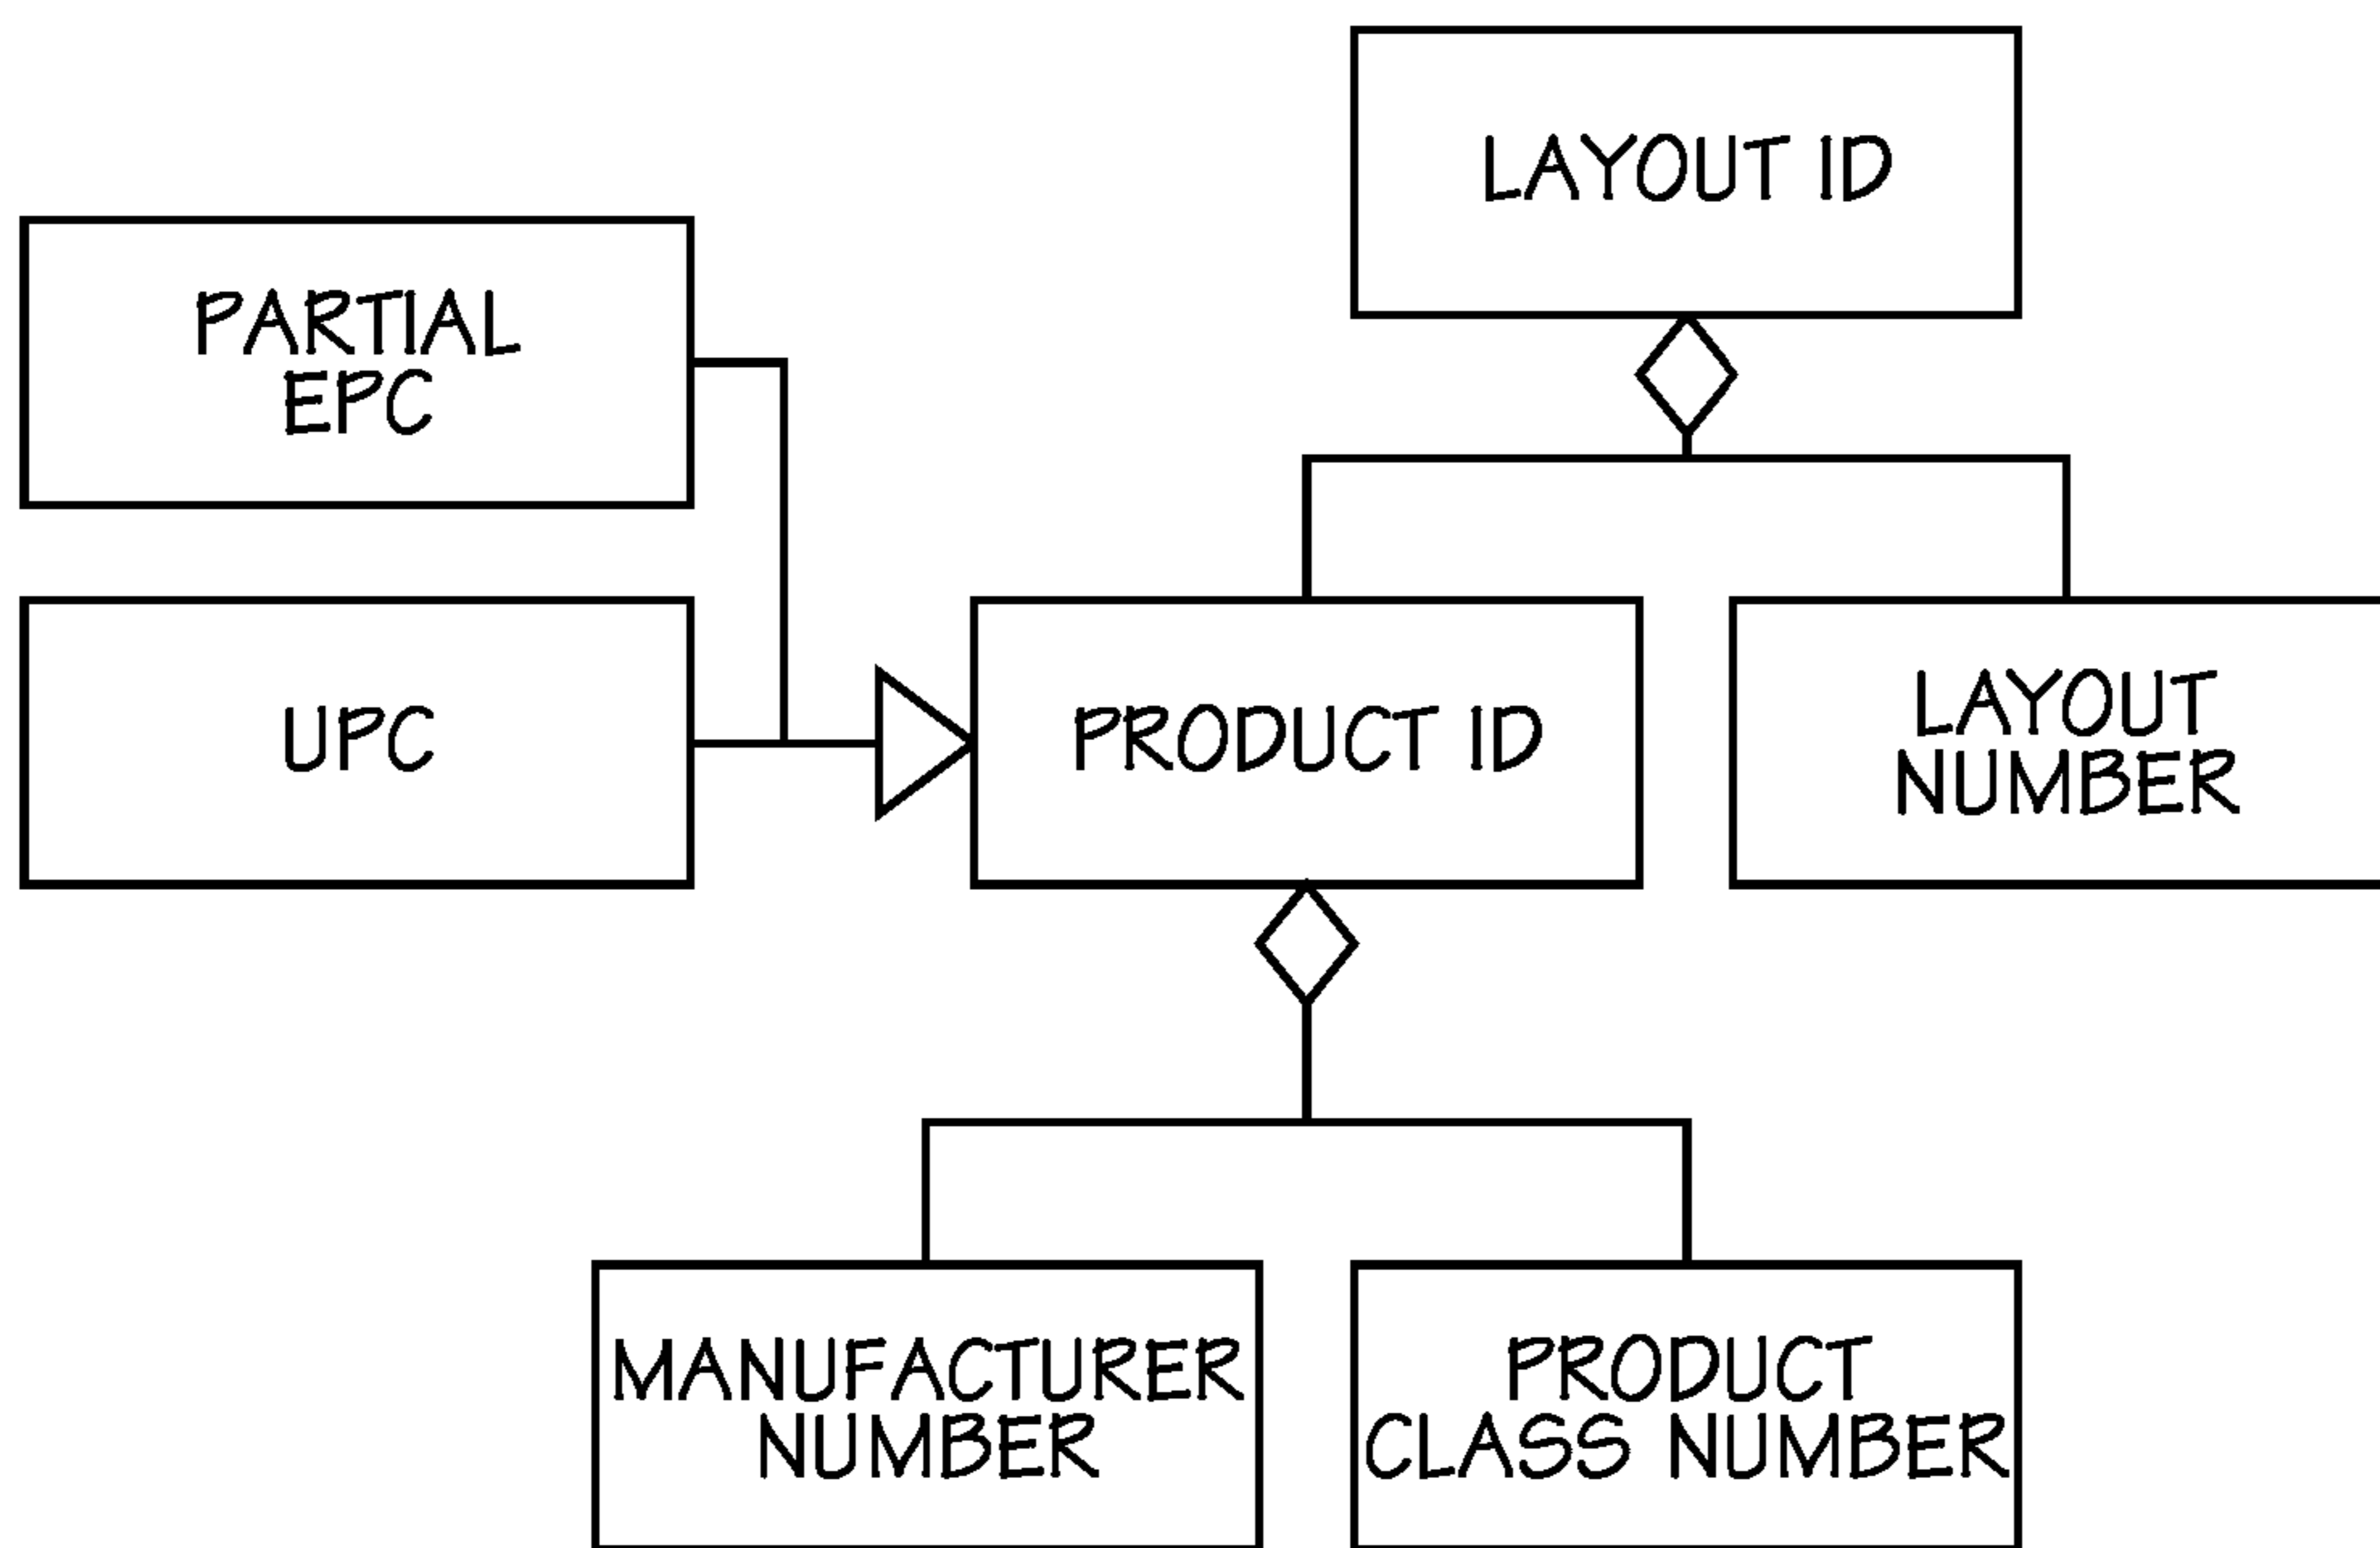 LAYOUT ID
PARTIAL
EPC
UPC
PRODUCT ID
LAYOUT
NUMBER
MANUFACTURER
NUMBER
PRODUCT
CLASS NUMBER